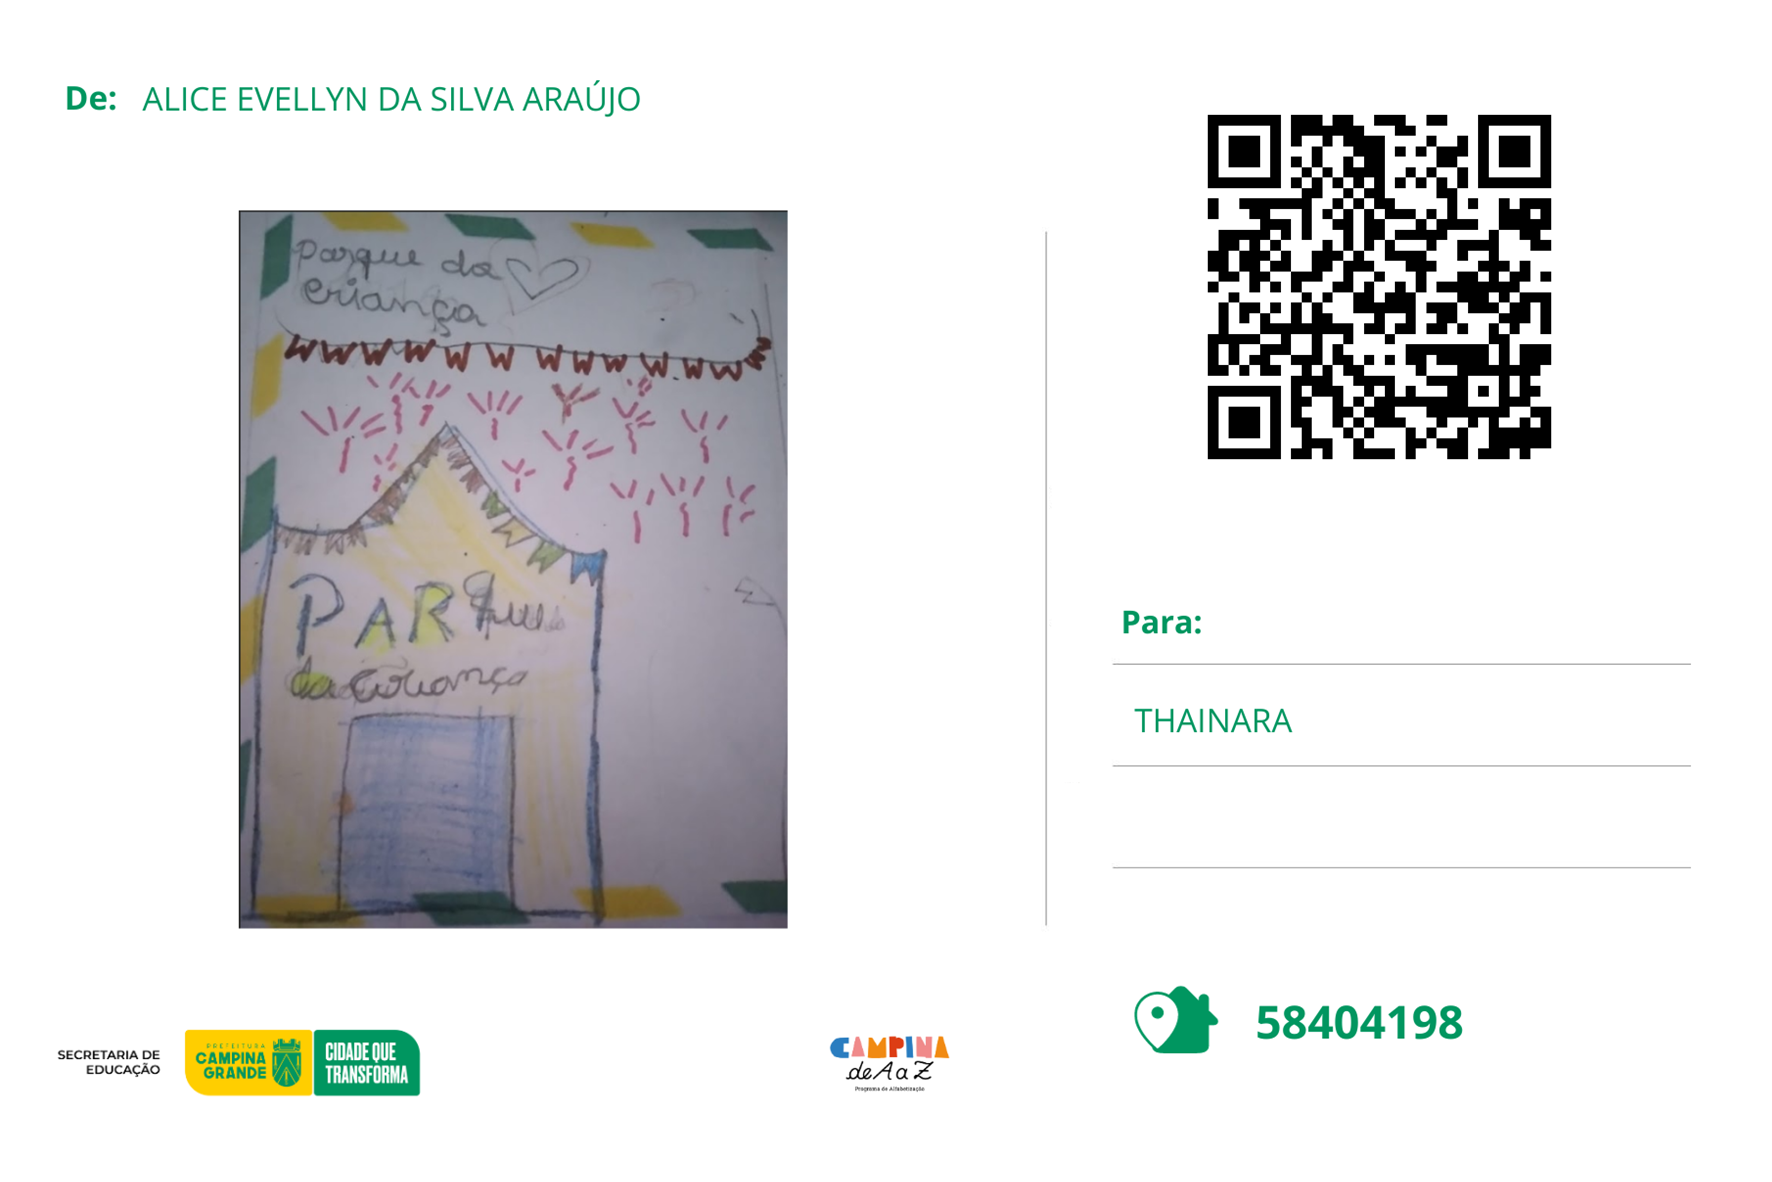 De: ALICE EVELLYN DA SILVA ARAÚJO
Parque da
criança
PARque da
da Criança
Para:
THAINARA
58404198
SECRETARIA DE
EDUCAÇÃO
PREFEITURA
CAMPINA
GRANDE
CIDADE QUE
TRANSFORMA
CAMPINA
de A a Z
Programa de Alfabetização